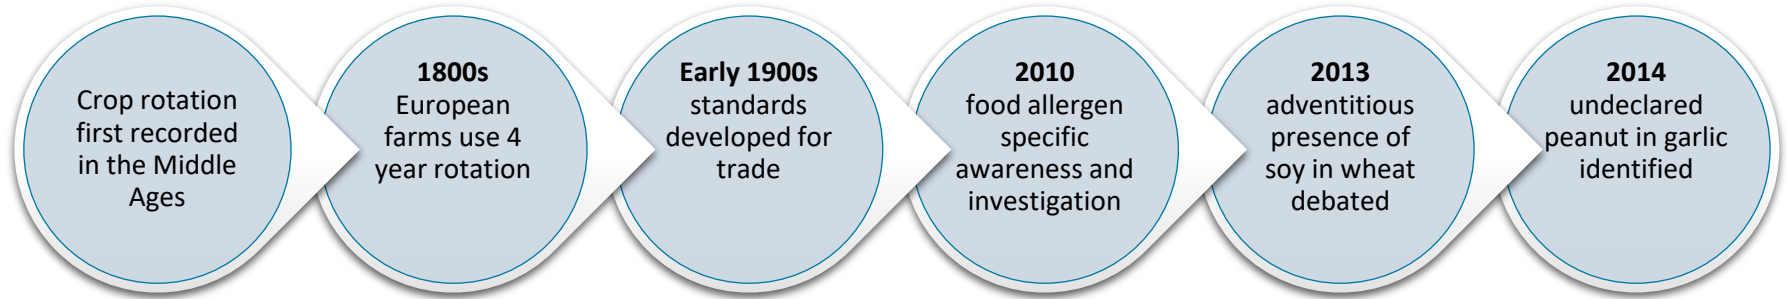 Crop rotation
first recorded
in the Middle
Ages
1800s
European
farms use 4
year rotation
Early 1900s
standards
developed for
trade
2010
food allergen
specific
awareness and
investigation
2013
adventitious
presence of
soy in wheat
debated
2014
undeclared
peanut in garlic
identified